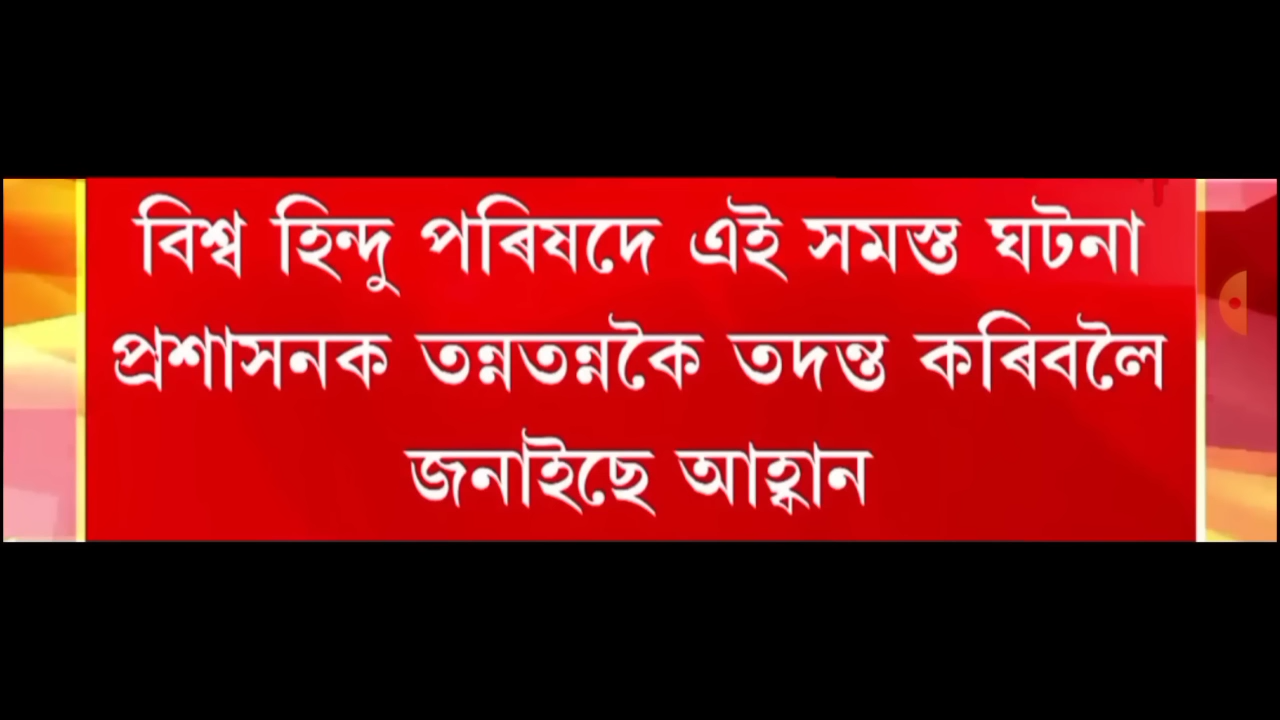 বিশ্ব হিন্দু পৰিষদে এই সমস্ত ঘটনা
প্ৰশাসনক তন্নতন্নকৈ তদন্ত কৰিবলৈ
জনাইছে আহ্বান